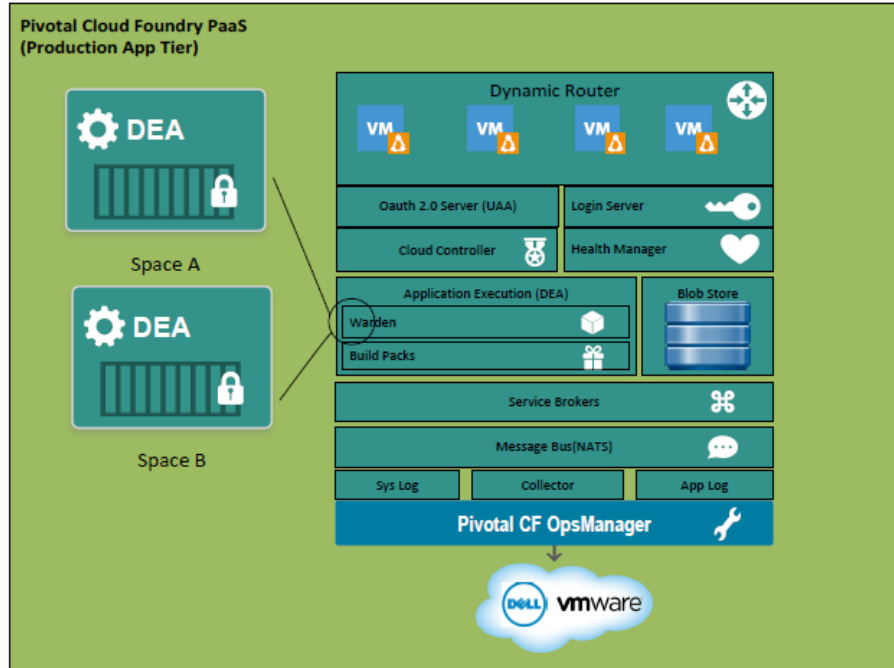 Pivotal Cloud Foundry PaaS
(Production App Tier)
DEA
Space A
DEA
Space B
Dynamic Router
VM
VM
VM
VM
Oauth 2.0 Server (UAA)
Login Server
Cloud Controller
Health Manager
Application Execution (DEA)
Warden
Build Packs
Blob Store
Service Brokers
Message Bus(NATS)
Sys Log
Collector
App Log
Pivotal CF OpsManager
DELL
vmware